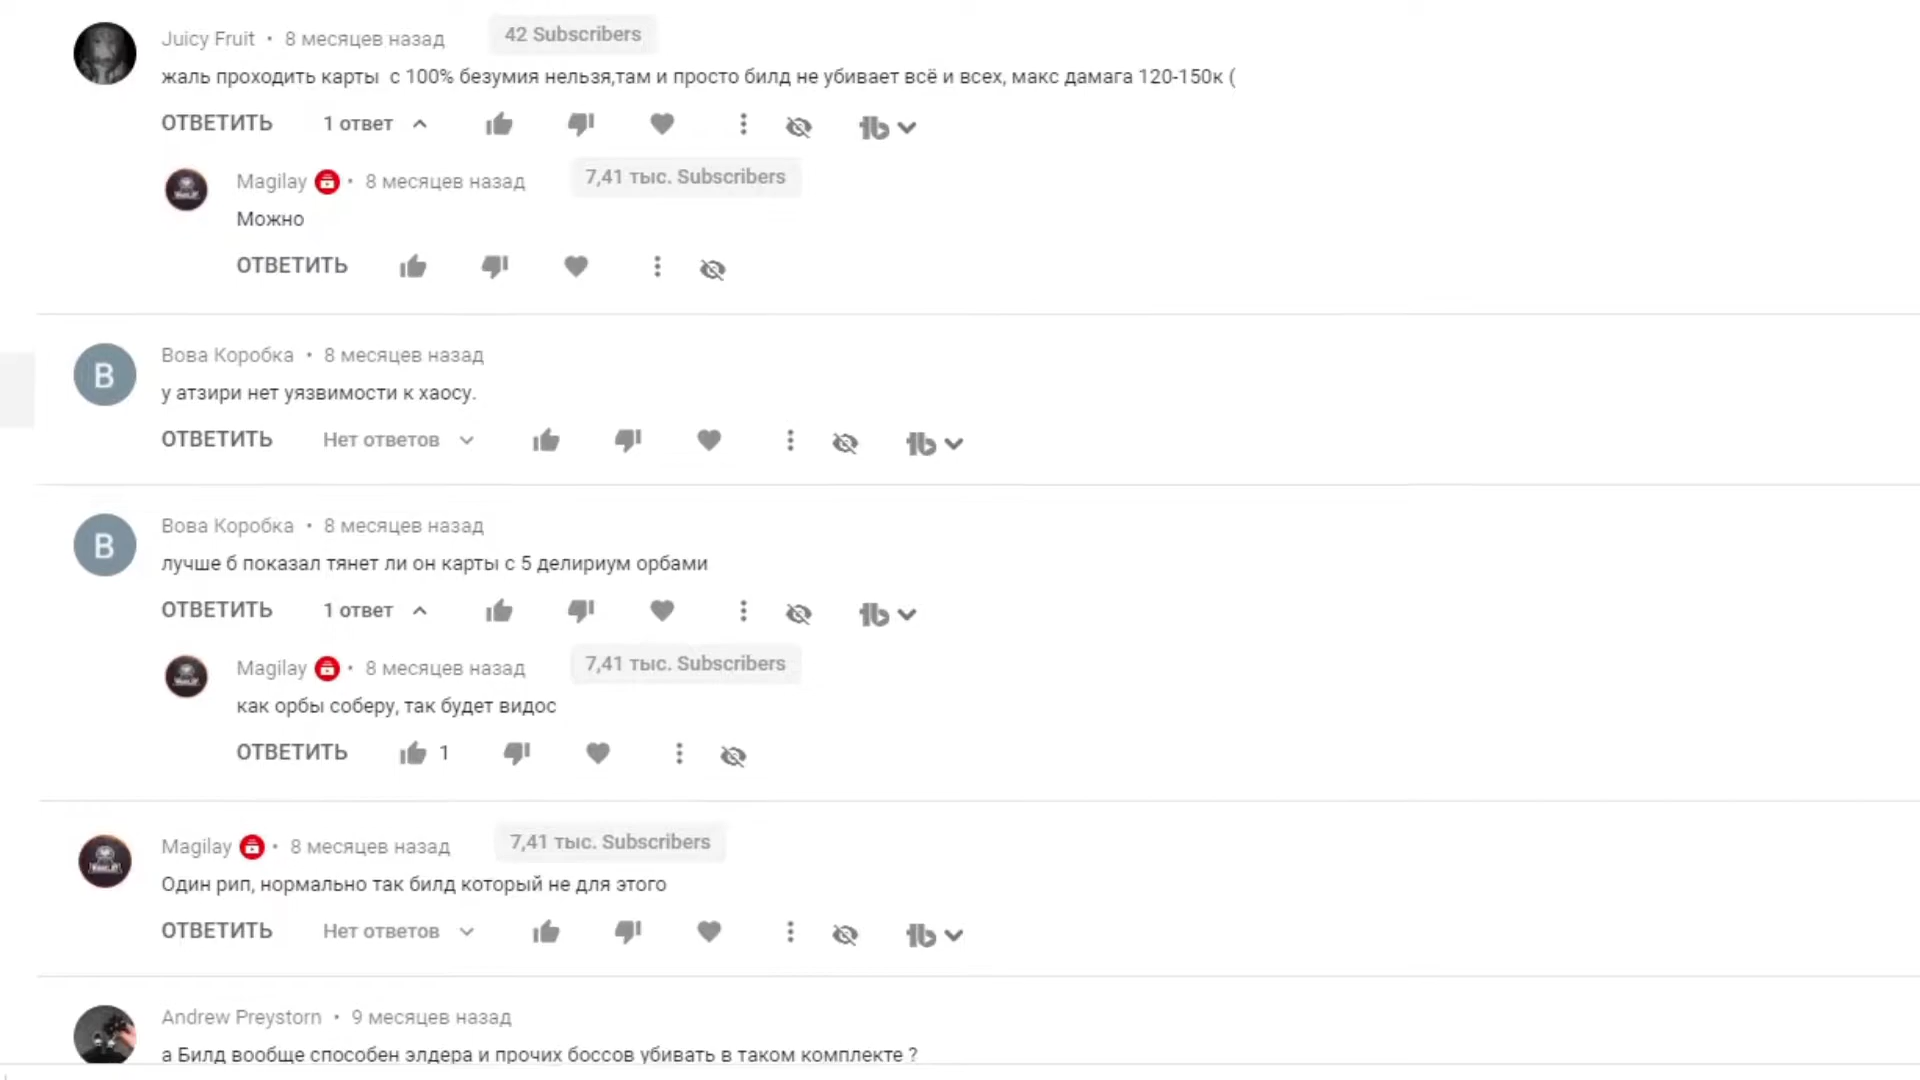 Juicy Fruit • 8 месяцев назад 42 Subscribers
жаль проходить карты с 100% безумия нельзя,там и просто билд не убивает всё и всех, макс дамага 120-150к (
ОТВЕТИТЬ 1 ответ
Magilay • 8 месяцев назад 7,41 тыс. Subscribers
Можно
ОТВЕТИТЬ
Вова Коробка • 8 месяцев назад
B
у атзири нет уязвимости к хаосу.
ОТВЕТИТЬ Нет ответов
Вова Коробка • 8 месяцев назад
B
лучше б показал тянет ли он карты с 5 делириум орбами
ОТВЕТИТЬ 1 ответ
Magilay • 8 месяцев назад 7,41 тыс. Subscribers
как орбы соберу, так будет видос
ОТВЕТИТЬ 1
Magilay • 8 месяцев назад 7,41 тыс. Subscribers
Один рип, нормально так билд который не для этого
ОТВЕТИТЬ Нет ответов
Andrew Preystorn • 9 месяцев назад
а Билд вообще способен элдера и прочих боссов убивать в таком комплекте ?